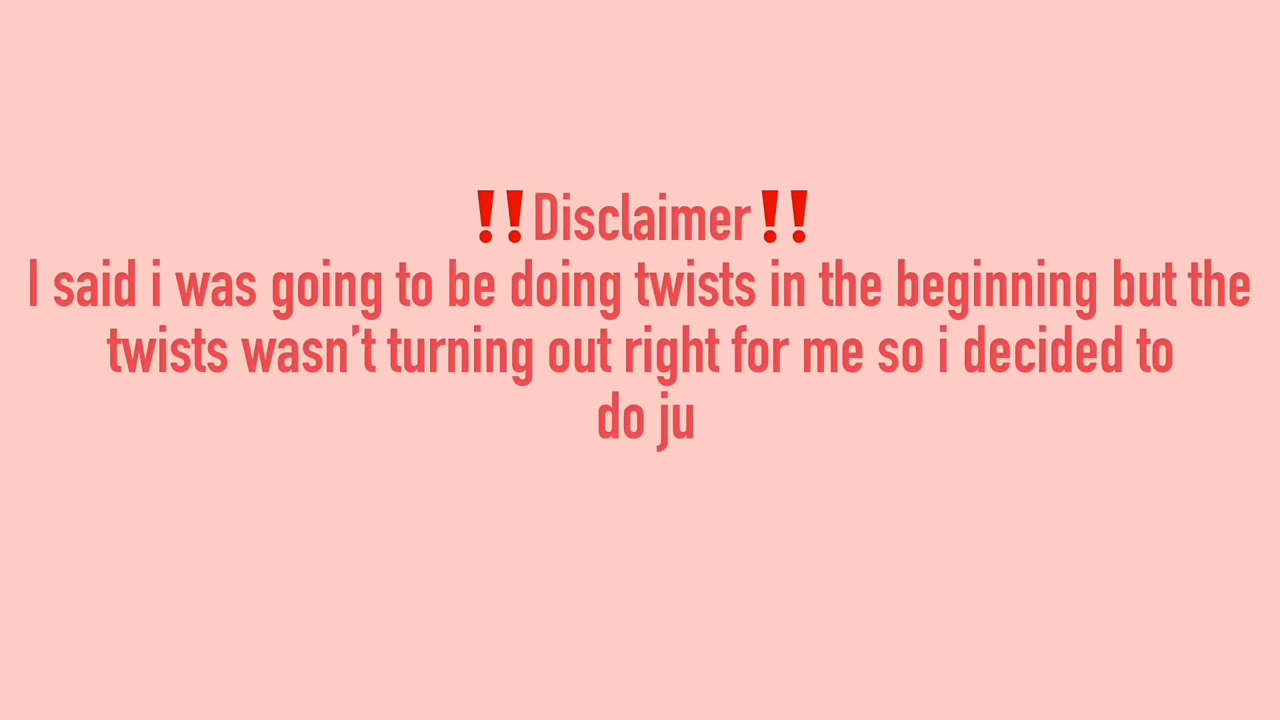 ‼️Disclaimer‼️
I said i was going to be doing twists in the beginning but the
twists wasn’t turning out right for me so i decided to
do ju